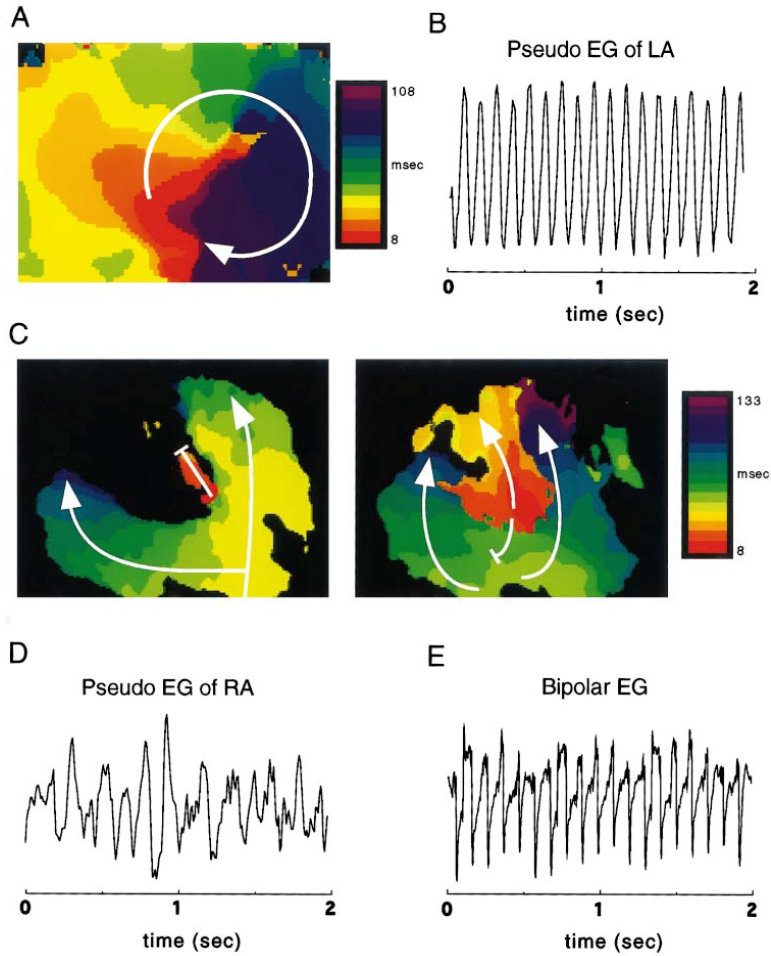 A
108
msec
8
B
Pseudo EG of LA
0
1
2
time (sec)
C
133
msec
8
D
Pseudo EG of RA
0
1
2
time (sec)
E
Bipolar EG
0
1
2
time (sec)